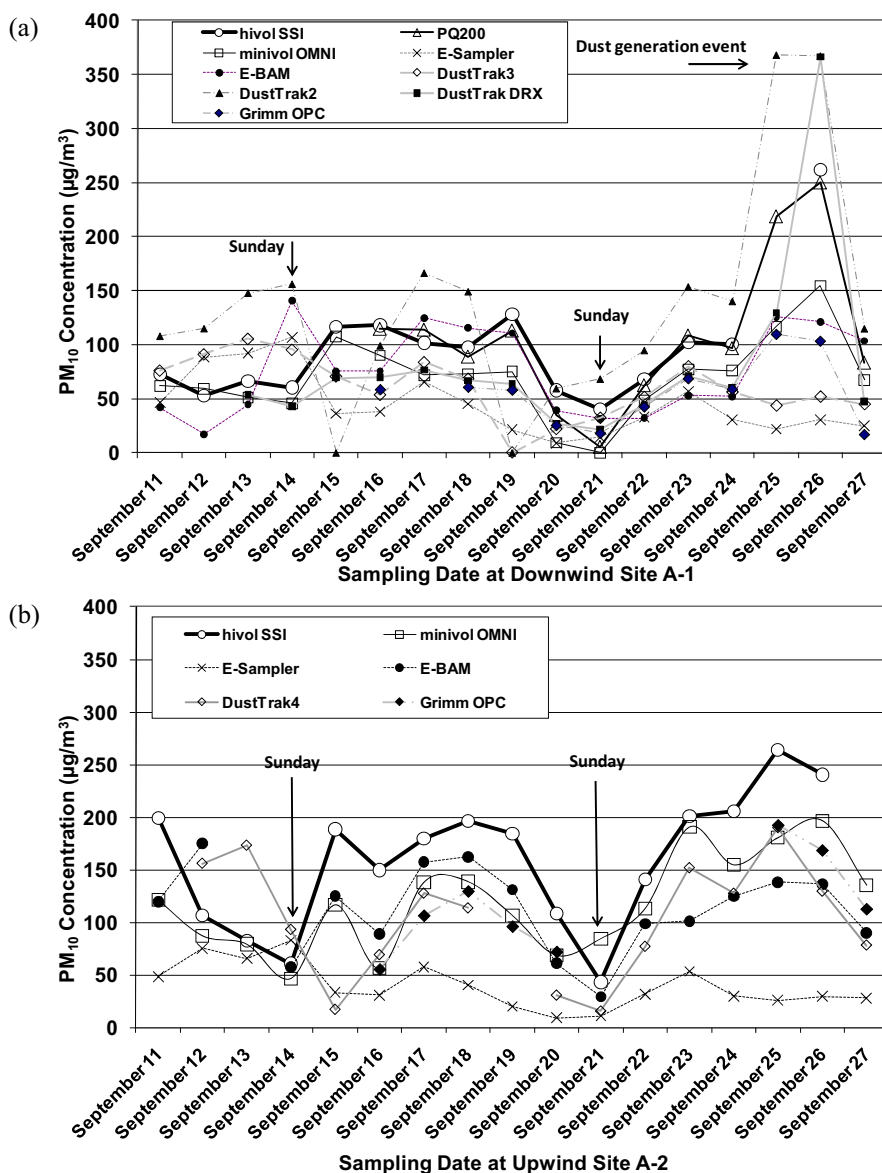 (a)
400
350
300
250
200
150
100
50
0
PM₁₀ Concentration (µg/m³)
hivol SSI PQ200
minivol OMNI E-Sampler
E-BAM DustTrak3
DustTrak2 DustTrak DRX
Grimm OPC
Dust generation event
Sunday
Sunday
September 11
September 12
September 13
September 14
September 15
September 16
September 17
September 18
September 19
September 20
September 21
September 22
September 23
September 24
September 25
September 26
September 27
Sampling Date at Downwind Site A-1
(b)
400
350
300
250
200
150
100
50
0
PM₁₀ Concentration (µg/m³)
hivol SSI minivol OMNI
E-Sampler E-BAM
DustTrak4 Grimm OPC
Sunday
Sunday
September 11
September 12
September 13
September 14
September 15
September 16
September 17
September 18
September 19
September 20
September 21
September 22
September 23
September 24
September 25
September 26
September 27
Sampling Date at Upwind Site A-2